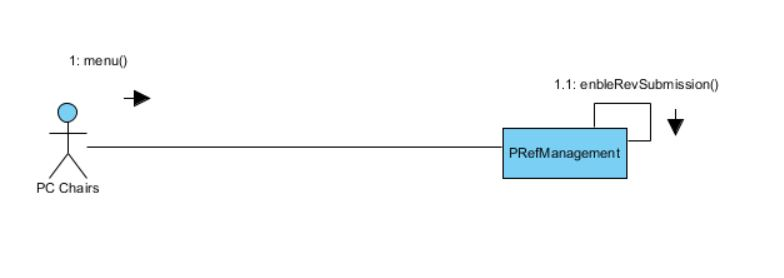 1: menu()
1.1: enbleRevSubmission()
PRefManagement
PC Chairs